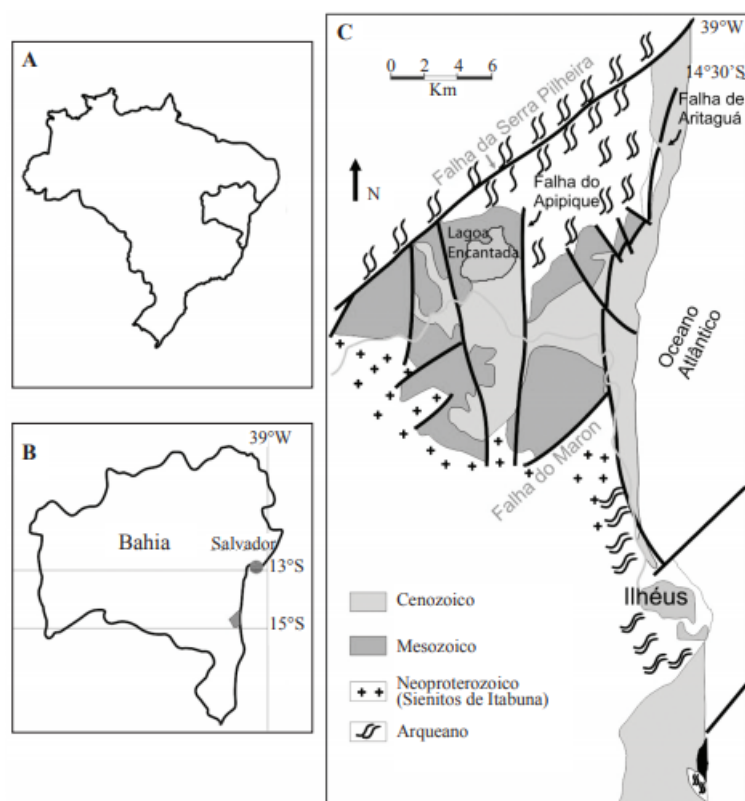 A
B
39°W
Bahia
Salvador
13°S
15°S
C
39°W
14°30'S
0 2 4 6
Km
N
Falha da Serra Pilheira
Falha de
Aritaguá
Falha do
Apipique
Lagoa
Encantada
Oceano
Atlântico
Falha do Maron
Ilhéus
Cenozoico
Mesozoico
Neoproterozoico
(Sienitos de Itabuna)
Arqueano